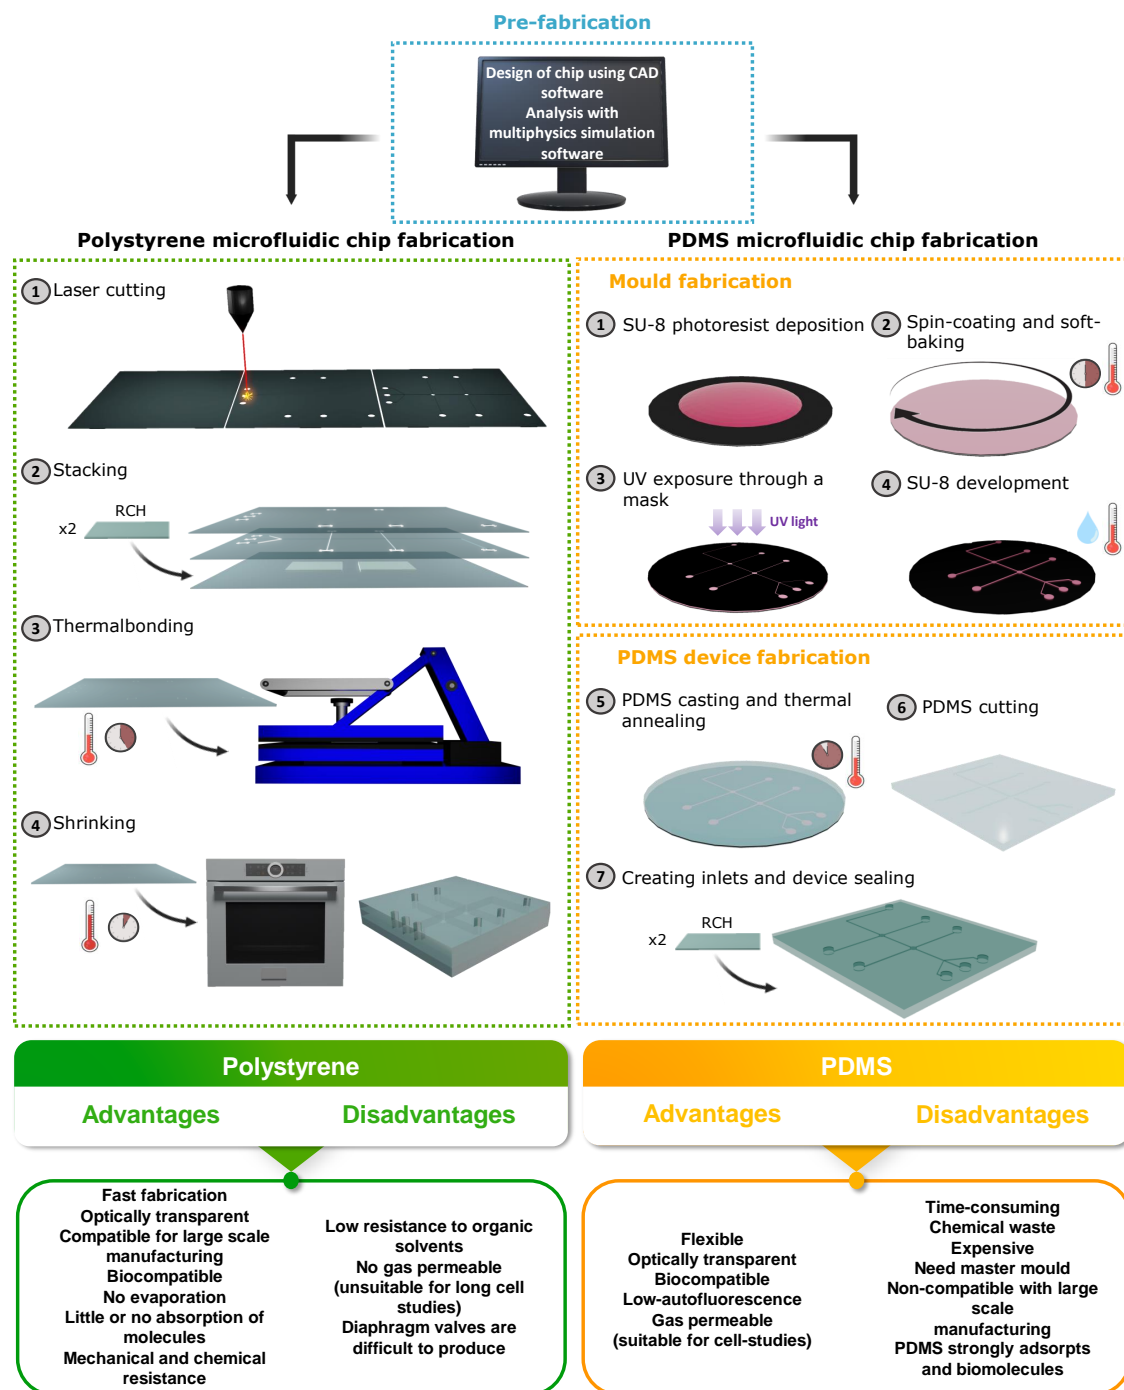 Pre-fabrication
Design of chip using CAD
software
Analysis with
multiphysics simulation
software
Polystyrene microfluidic chip fabrication
1 Laser cutting
2 Stacking
RCH
x2
3 Thermalbonding
4 Shrinking
PDMS microfluidic chip fabrication
Mould fabrication
1 SU-8 photoresist deposition
2 Spin-coating and soft-
baking
3 UV exposure through a
mask
UV light
4 SU-8 development
PDMS device fabrication
5 PDMS casting and thermal
annealing
6 PDMS cutting
7 Creating inlets and device sealing
RCH
x2
Polystyrene
Advantages
Disadvantages
Fast fabrication
Optically transparent
Compatible for large scale
manufacturing
Biocompatible
No evaporation
Little or no absorption of
molecules
Mechanical and chemical
resistance
Low resistance to organic
solvents
No gas permeable
(unsuitable for long cell
studies)
Diaphragm valves are
difficult to produce
PDMS
Advantages
Disadvantages
Flexible
Optically transparent
Biocompatible
Low-autofluorescence
Gas permeable
(suitable for cell-studies)
Time-consuming
Chemical waste
Expensive
Need master mould
Non-compatible with large
scale
manufacturing
PDMS strongly adsorpts
and biomolecules